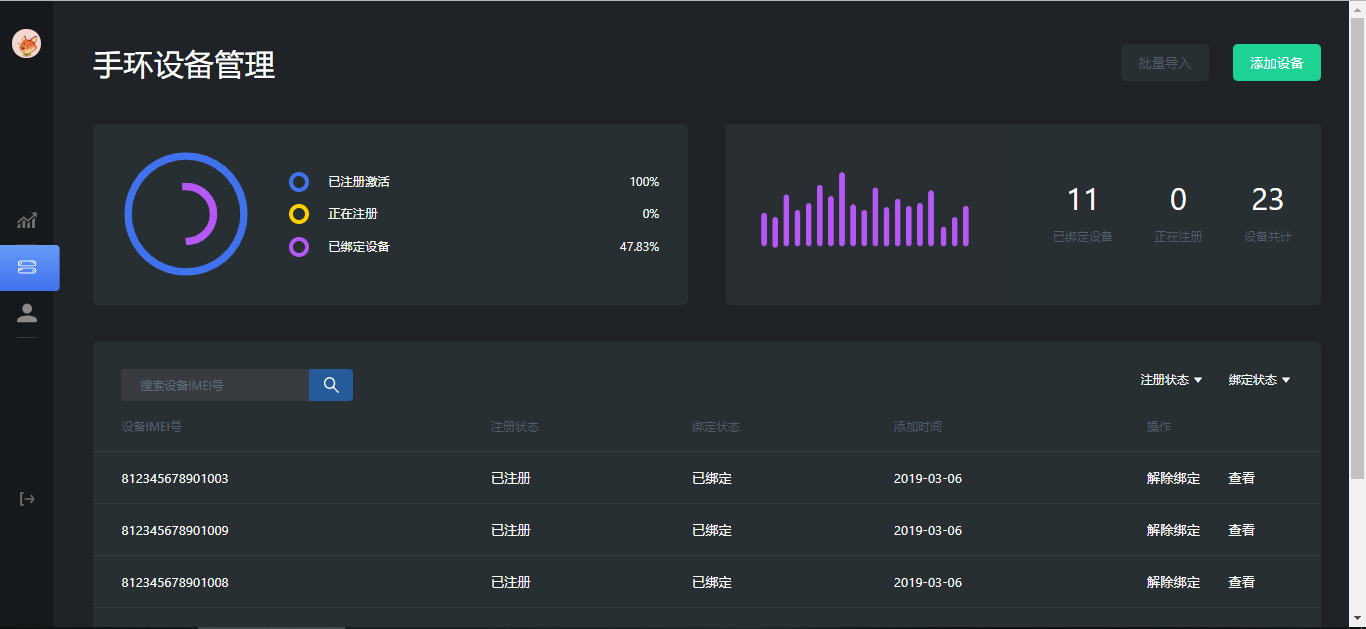 手环设备管理
批量导入
添加设备
已注册激活 100%
正在注册 0%
已绑定设备 47.83%
11 0 23
已绑定设备 正在注册 设备共计
搜索设备IMEI号
注册状态 绑定状态
设备IMEI号 注册状态 绑定状态 添加时间 操作
812345678901003 已注册 已绑定 2019-03-06 解除绑定 查看
812345678901009 已注册 已绑定 2019-03-06 解除绑定 查看
812345678901008 已注册 已绑定 2019-03-06 解除绑定 查看